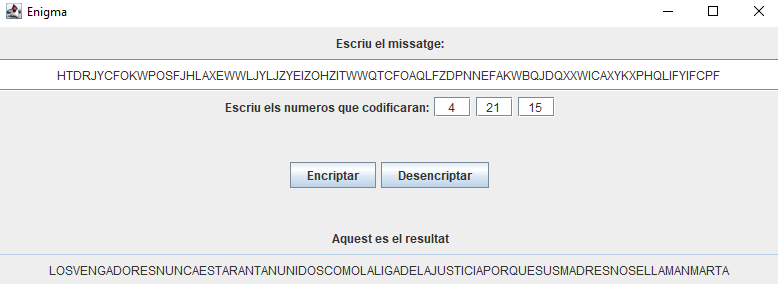 Enigma
Escriu el missatge:
HTDRJYCFOKWPOSFJHLAXEWWLJYLJZYEIZOHZITWWQTCFOAQLFZDPNNEFAKWBQJDQXXWICAXYKXPHQLIFYIFCPF
Escriu els numeros que codificaran: 4 21 15
Encriptar Desencriptar
Aquest es el resultat
LOSVENGADORESNUNCAESTARANTANUNIDOSCOMOLALIGADELAJUSTICIAPORQUESUSMADRESNOSELLAMANMARTA